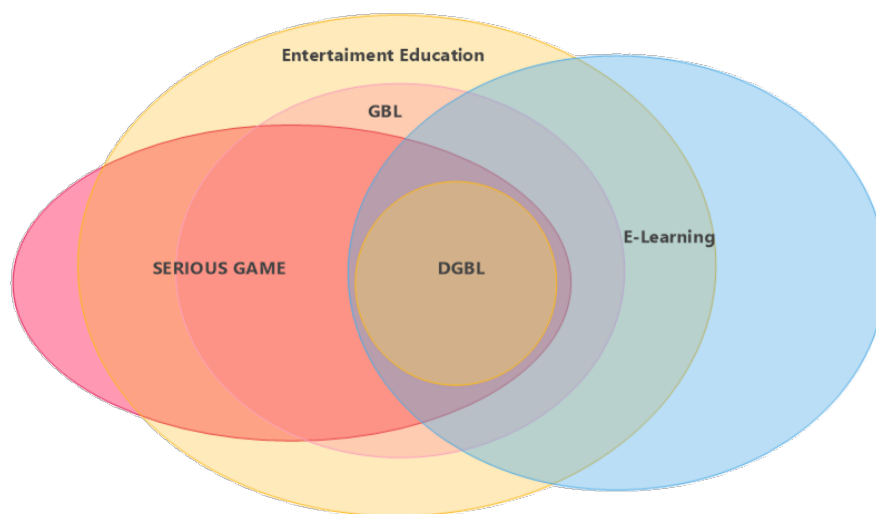 Entertaiment Education
GBL
E-Learning
SERIOUS GAME
DGBL